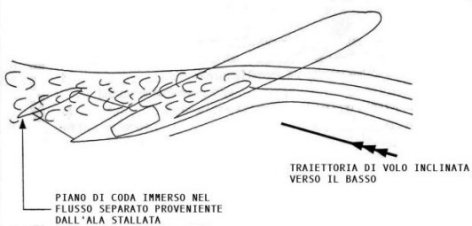 TRAIETTORIA DI VOLO INCLINATA
VERSO IL BASSO
PIANO DI CODA IMMERSO NEL
FLUSSO SEPARATO PROVENIENTE
DALL'ALA STALLATA